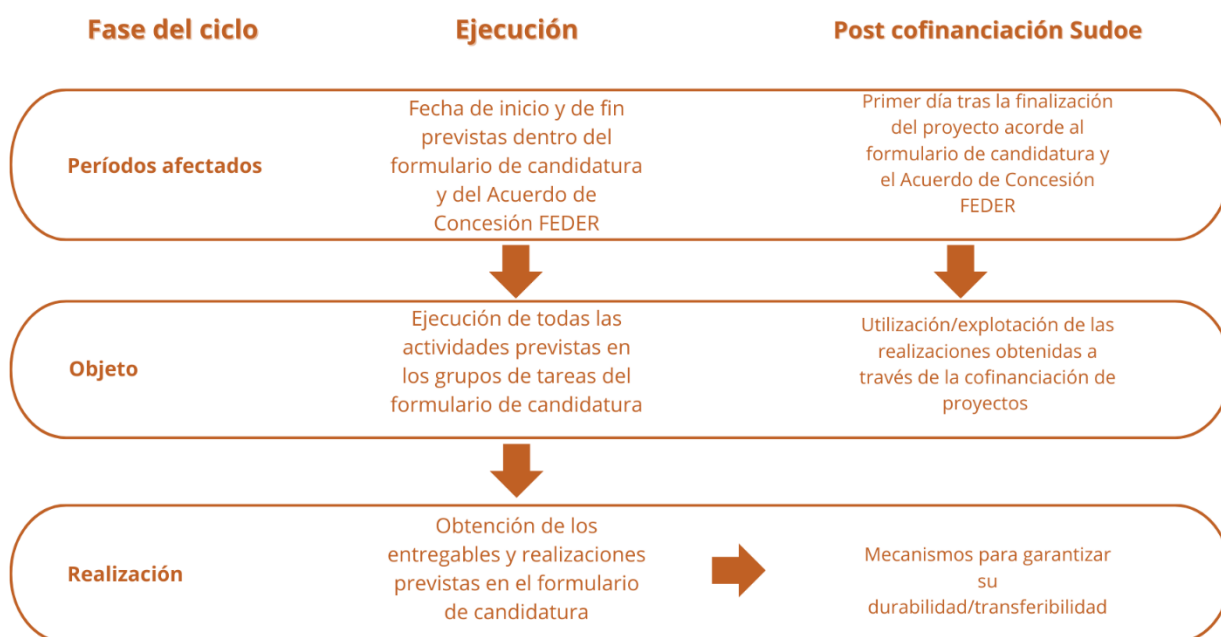 Fase del ciclo
Ejecución
Post cofinanciación Sudoe
Períodos afectados
Fecha de inicio y de fin
previstas dentro del
formulario de candidatura
y del Acuerdo de
Concesión FEDER
Primer día tras la finalización
del proyecto acorde al
formulario de candidatura y
el Acuerdo de Concesión
FEDER
Objeto
Ejecución de todas las
actividades previstas en
los grupos de tareas del
formulario de candidatura
Utilización/explotación de las
realizaciones obtenidas a
través de la cofinanciación de
proyectos
Realización
Obtención de los
entregables y realizaciones
previstas en el formulario
de candidatura
Mecanismos para garantizar
su
durabilidad/transferibilidad